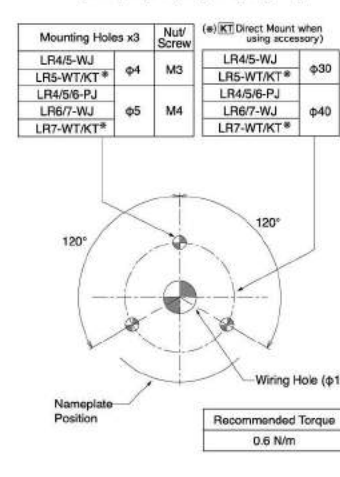 Mounting Holes x3
Nut/
Screw
LR4/5-WJ
LR5-WT/KT*
φ4
M3
LR4/5/6-PJ
LR6/7-WJ
LR7-WT/KT*
φ5
M4
(*) KT Direct Mount when
using accessory)
LR4/5-WJ
LR5-WT/KT*
φ30
LR4/5/6-PJ
LR6/7-WJ
LR7-WT/KT*
φ40
120°
120°
Wiring Hole (φ1
Nameplate
Position
Recommended Torque
0.6 N/m